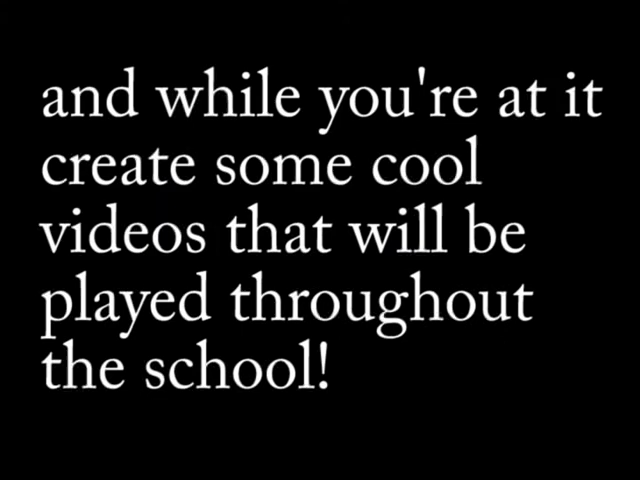 and while you're at it
create some cool
videos that will be
played throughout
the school!